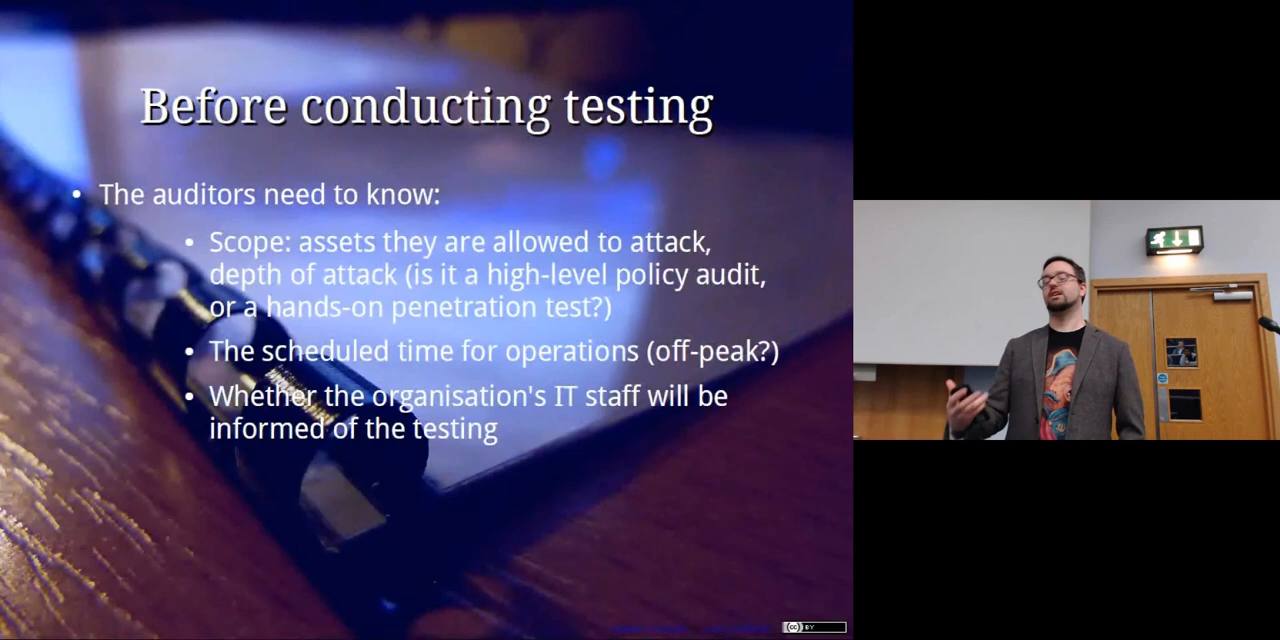 Before conducting testing
• The auditors need to know:
• Scope: assets they are allowed to attack,
depth of attack (is it a high-level policy audit,
or a hands-on penetration test?)
• The scheduled time for operations (off-peak?)
• Whether the organisation's IT staff will be
informed of the testing
cc BY